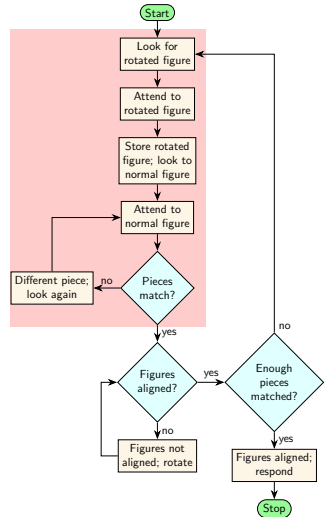 Start
Look for
rotated figure
Attend to
rotated figure
Store rotated
figure; look to
normal figure
Attend to
normal figure
Different piece;
look again
no
Pieces
match?
yes
Figures
aligned?
yes
no
Enough
pieces
matched?
no
yes
Figures not
aligned; rotate
Figures aligned;
respond
Stop